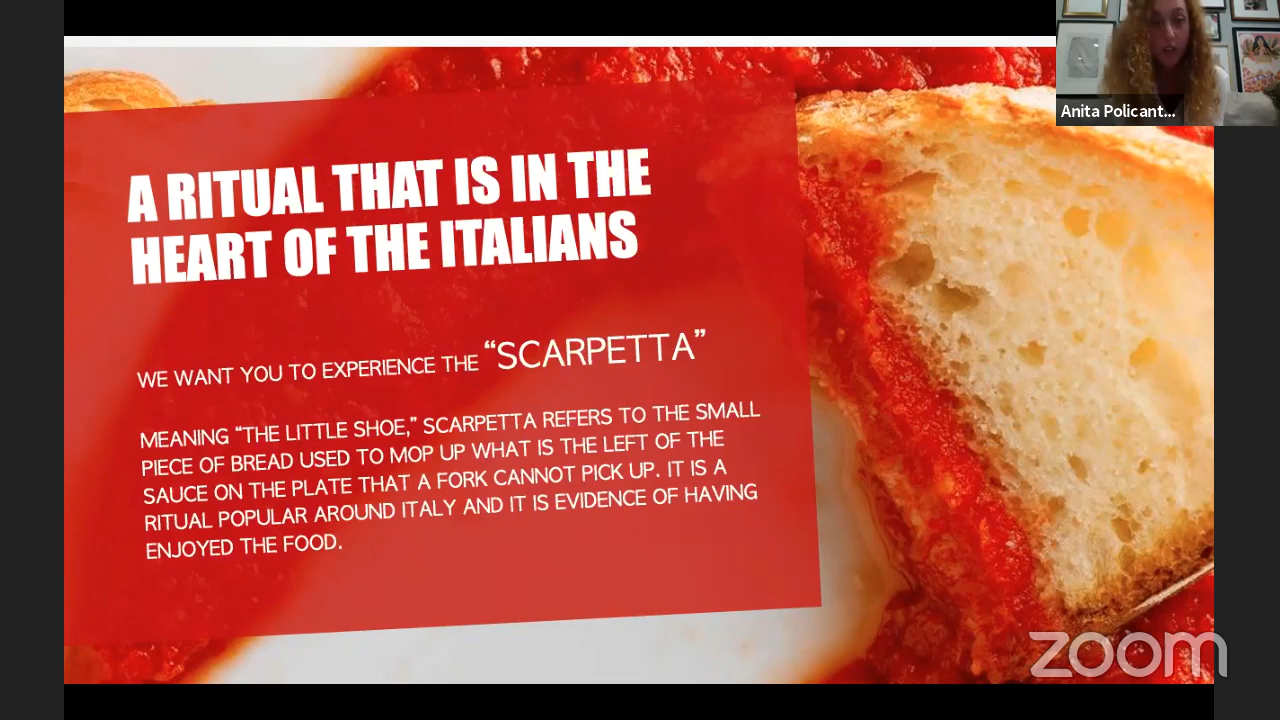 Anita Policant...
A RITUAL THAT IS IN THE
HEART OF THE ITALIANS
WE WANT YOU TO EXPERIENCE THE “SCARPETTA”
MEANING “THE LITTLE SHOE,” SCARPETTA REFERS TO THE SMALL
PIECE OF BREAD USED TO MOP UP WHAT IS THE LEFT OF THE
SAUCE ON THE PLATE THAT A FORK CANNOT PICK UP. IT IS A
RITUAL POPULAR AROUND ITALY AND IT IS EVIDENCE OF HAVING
ENJOYED THE FOOD.
zoom